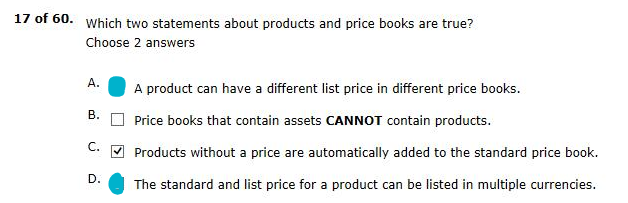 17 of 60. Which two statements about products and price books are true?
Choose 2 answers
A. A product can have a different list price in different price books.
B. Price books that contain assets CANNOT contain products.
C. Products without a price are automatically added to the standard price book.
D. The standard and list price for a product can be listed in multiple currencies.